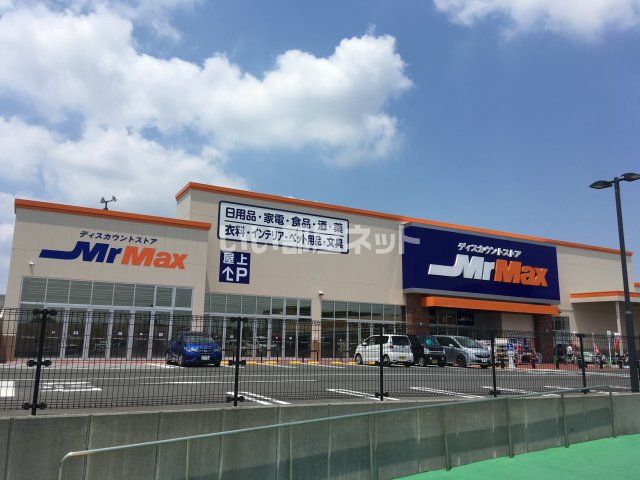 ディスカウントストア
MrMax
日用品・家電・食品・酒・薬
衣料・インテリア・ペット用品・文具
屋上
P
ディスカウントストア
MrMax